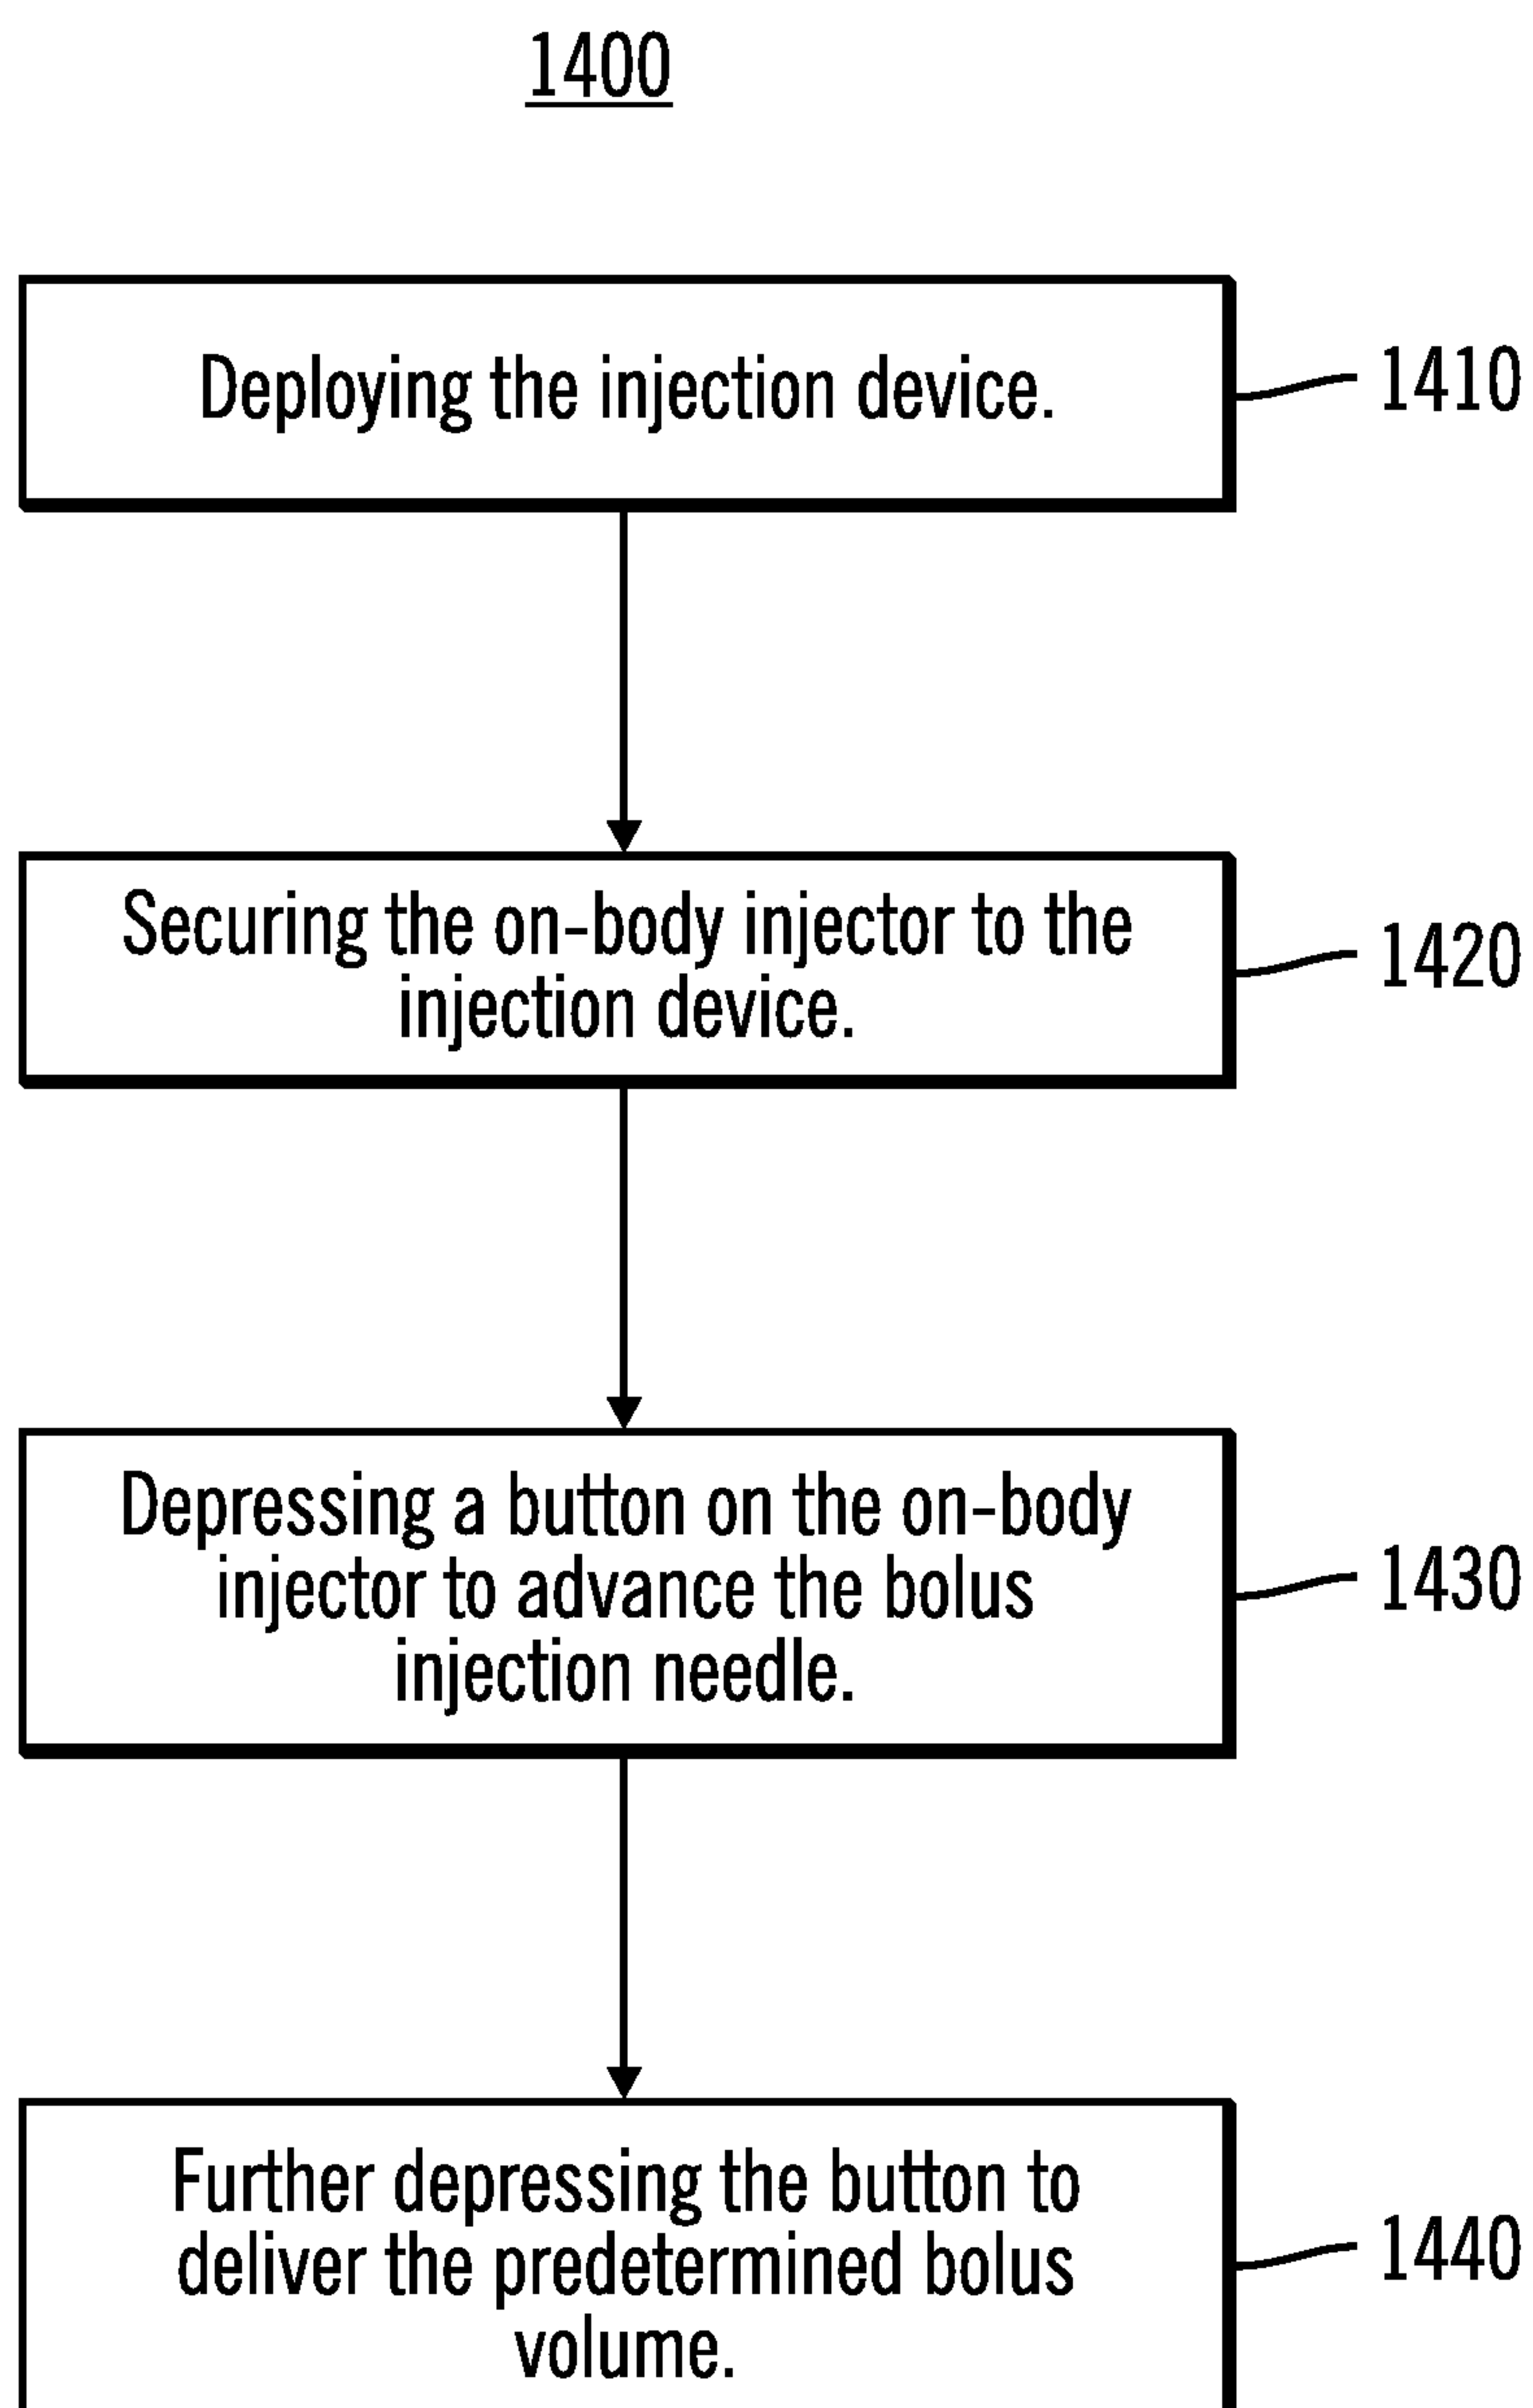 1400
Deploying the injection device.
1410
Securing the on-body injector to the
injection device.
1420
Depressing a button on the on-body
injector to advance the bolus
injection needle.
1430
Further depressing the button to
deliver the predetermined bolus
volume.
1440